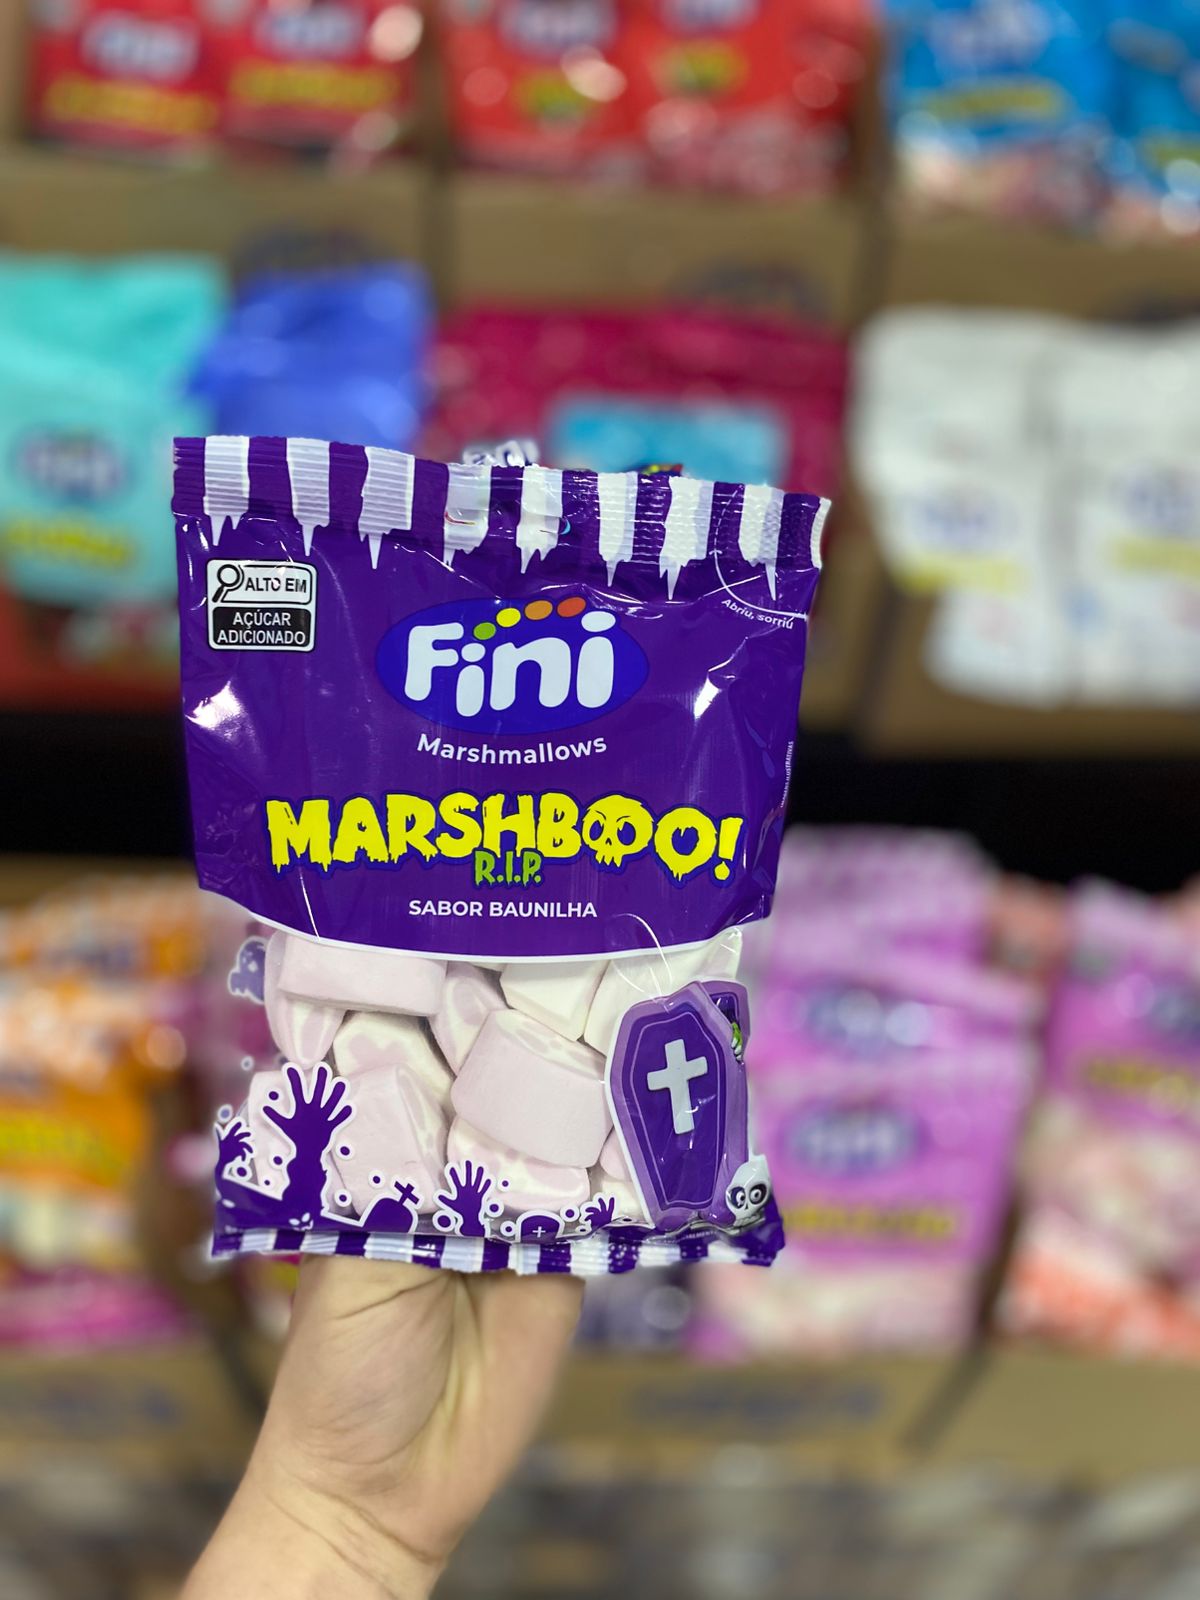 ALTO EM
AÇÚCAR
ADICIONADO
Abriu, sorriu
Fini
Marshmallows
MARSHBOO!
R.I.P.
SABOR BAUNILHA